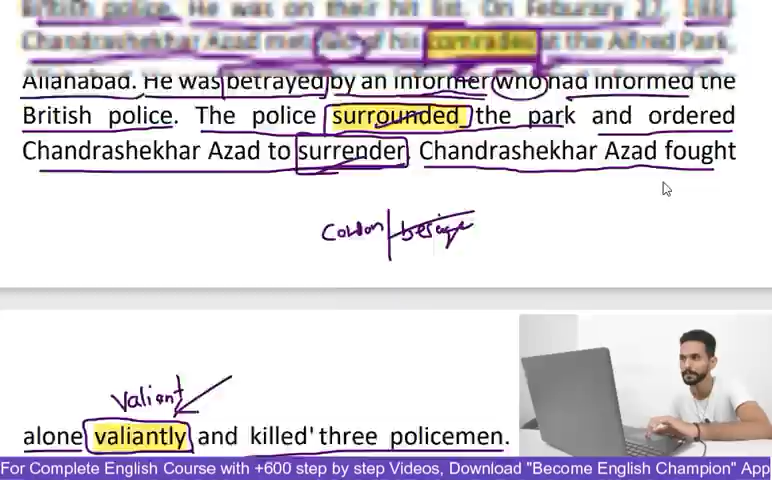 British police. He was on their hit list. On Feburary 27, 1931
Chandrashekhar Azad met of his comrades at the Alfred Park,
Allahabad. He was betrayed by an informer who had informed the
British police. The police surrounded the park and ordered
Chandrashekhar Azad to surrender. Chandrashekhar Azad fought
Cordon besiege
Valiant
alone valiantly and killed three policemen.
For Complete English Course with +600 step by step Videos, Download "Become English Champion" App